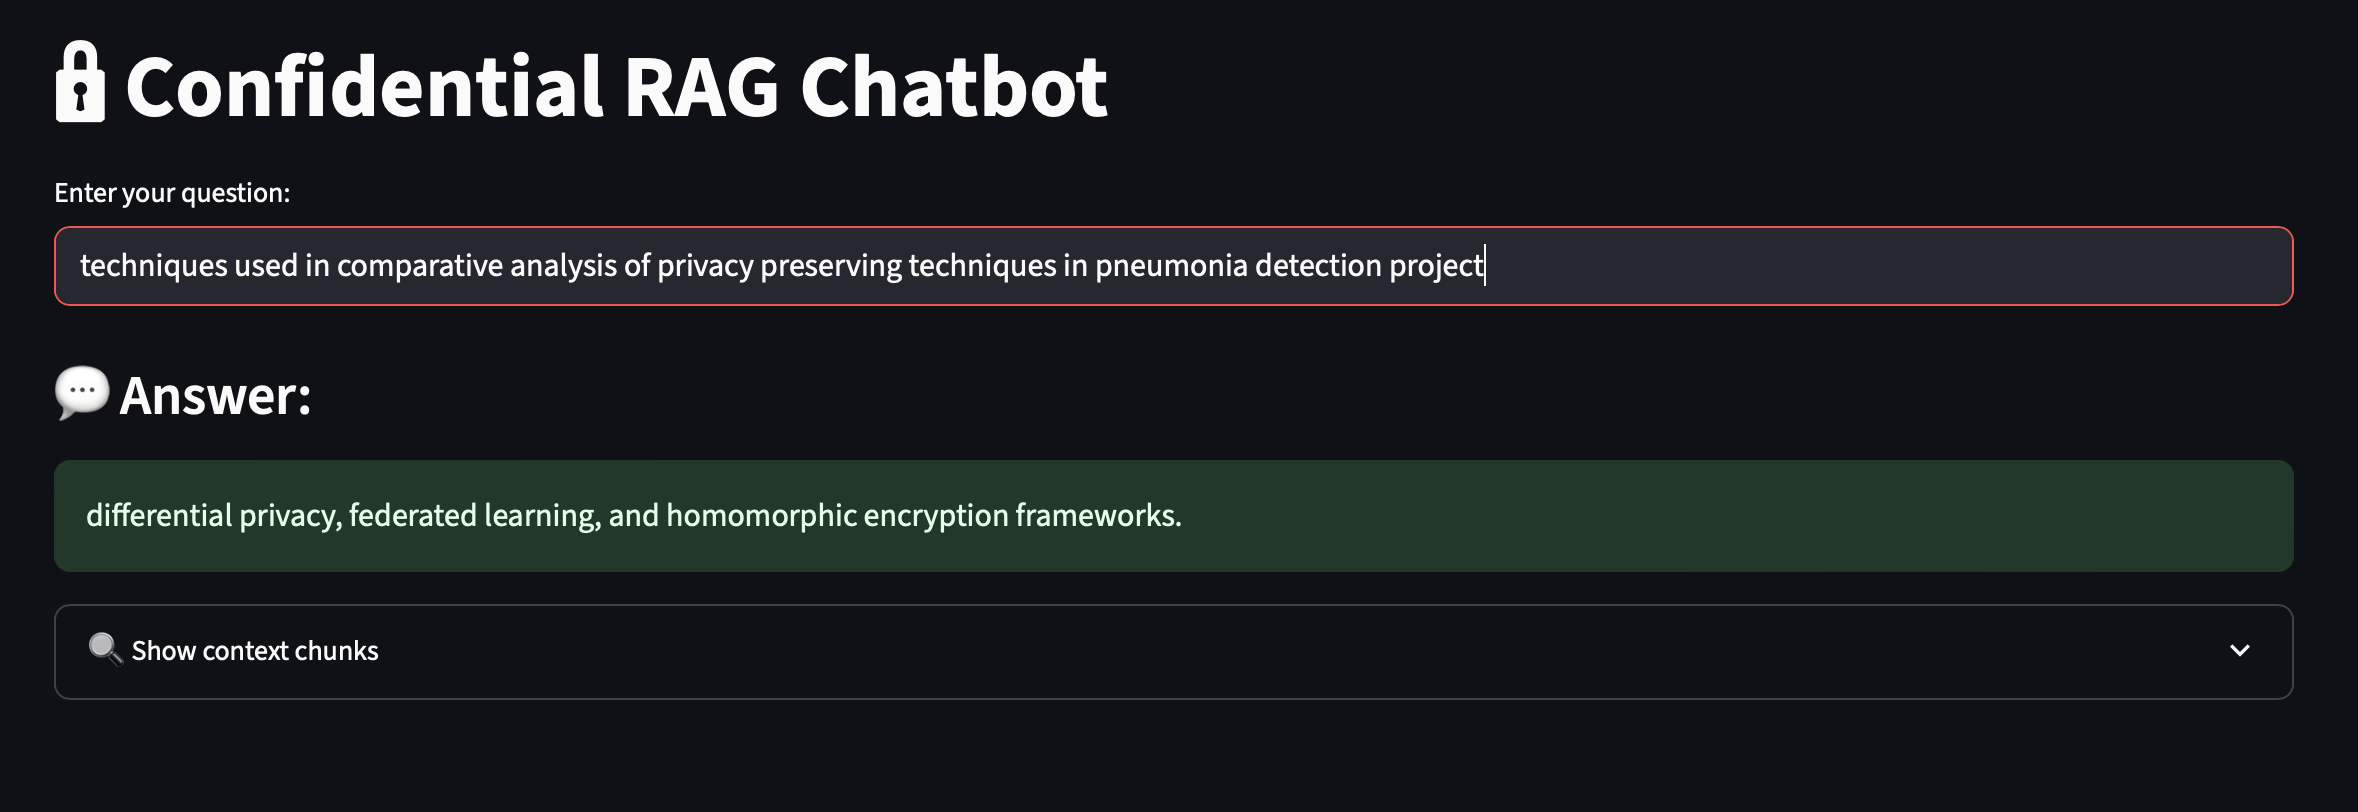 Confidential RAG Chatbot
Enter your question:
techniques used in comparative analysis of privacy preserving techniques in pneumonia detection project
Answer:
differential privacy, federated learning, and homomorphic encryption frameworks.
Show context chunks